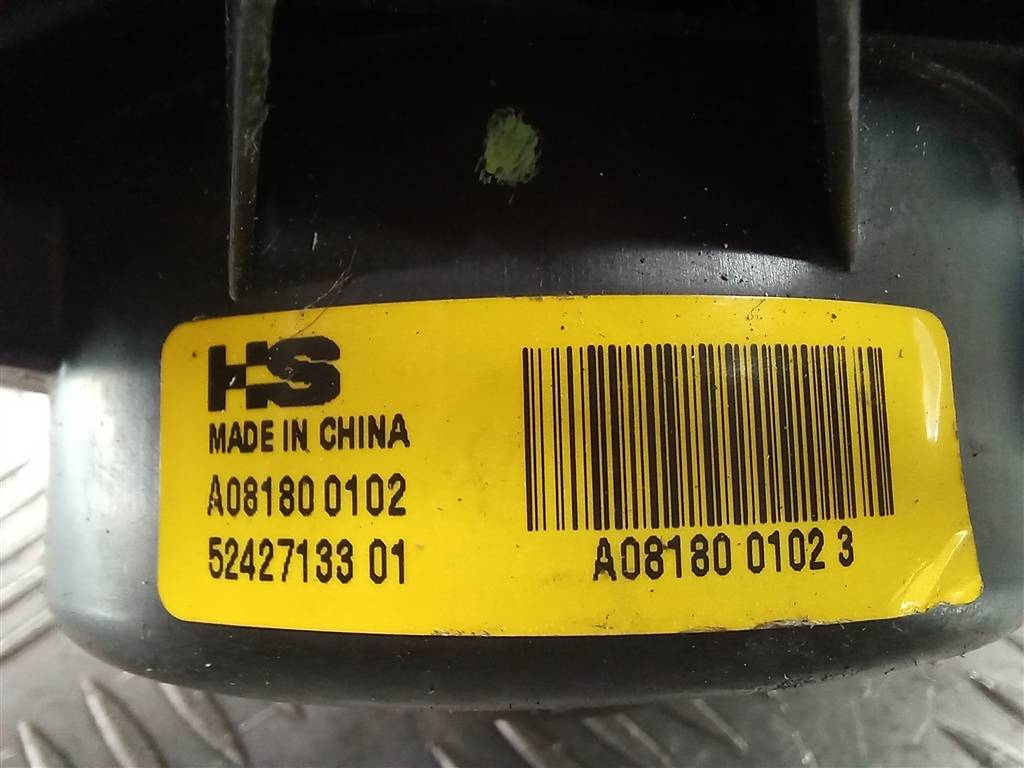 HS
MADE IN CHINA
A08180 0102
52427133 01
A08180 0102 3